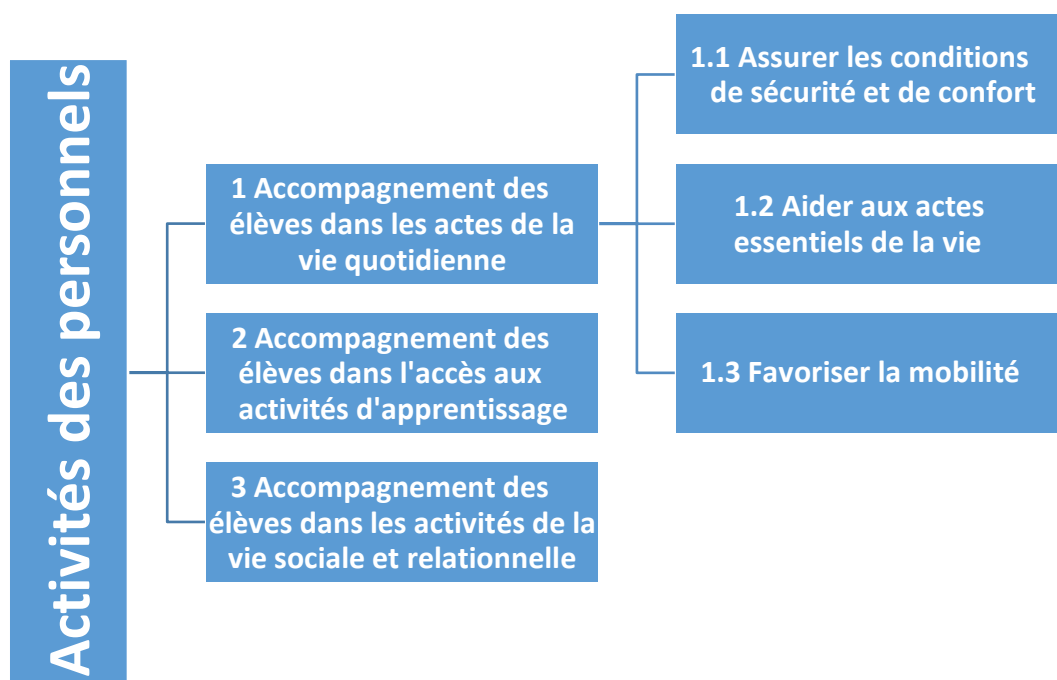 Activités des personnels
1 Accompagnement des
élèves dans les actes de la
vie quotidienne
2 Accompagnement des
élèves dans l'accès aux
activités d'apprentissage
3 Accompagnement des
élèves dans les activités de la
vie sociale et relationnelle
1.1 Assurer les conditions
de sécurité et de confort
1.2 Aider aux actes
essentiels de la vie
1.3 Favoriser la mobilité